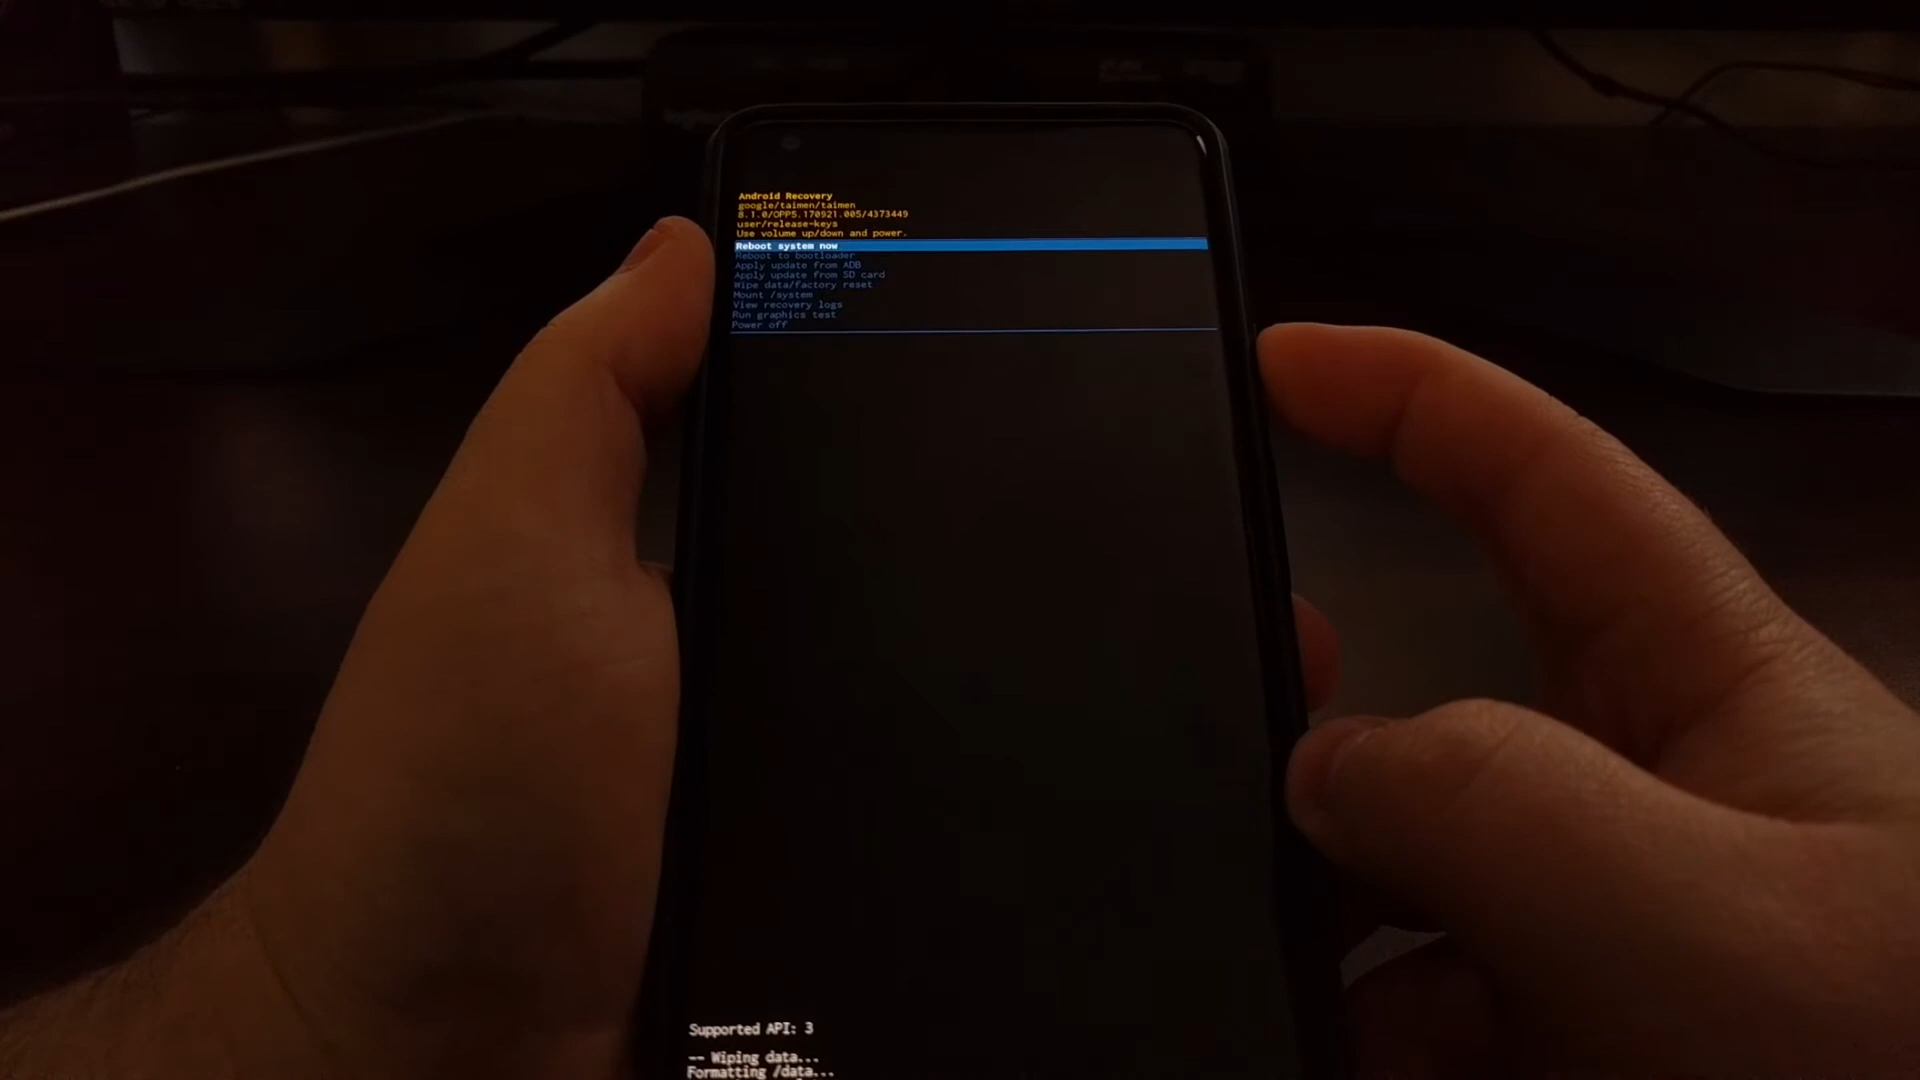 Android Recovery
google/taimen/taimen
8.1.0/OPP5.170921.005/4373449
user/release-keys
Use volume up/down and power.
Reboot system now
Reboot to bootloader
Apply update from ADB
Apply update from SD card
Wipe data/factory reset
Mount /system
View recovery logs
Run graphics test
Power off
Supported API: 3
-- Wiping data...
Formatting /data...